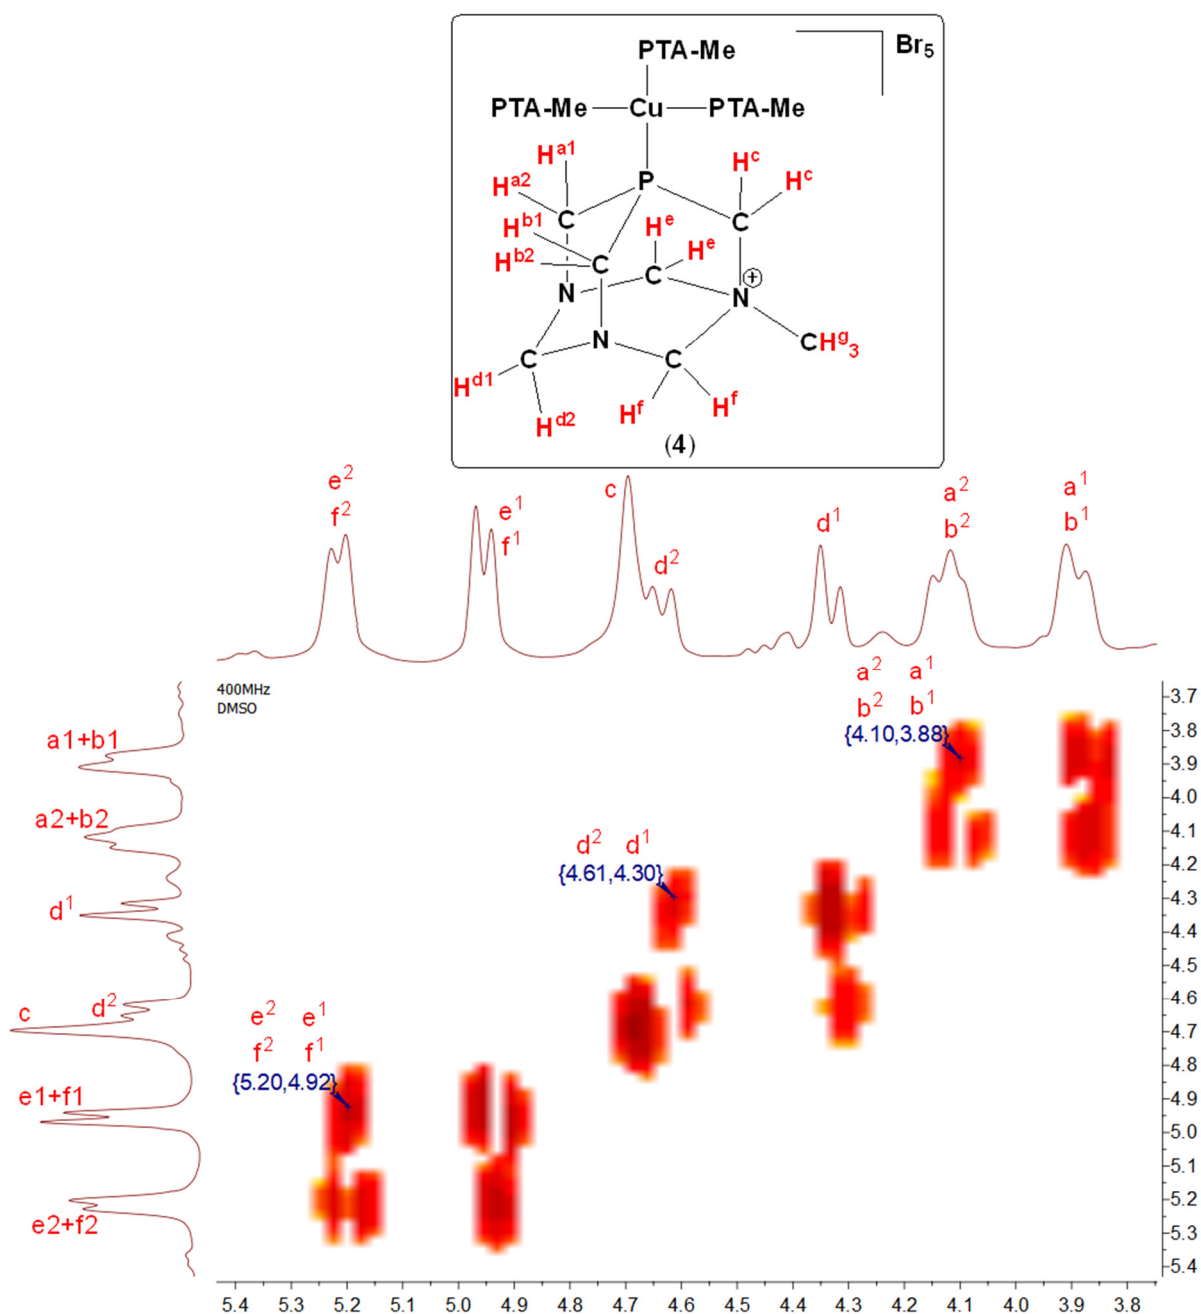 PTA-Me
Br5
PTA-Me Cu PTA-Me
Ha1
P
Hc
Hc
Ha2
C
C
Hb1
He
He
Hb2
C
C
N
N
⊕
N
C
C
CHg3
Hd1
Hf
Hf
Hd2
(4)
e2
f2
e1
f1
c
d2
d1
a2
b2
a1
b1
400MHz
DMSO
a2 a1
b2 b1
{4.10,3.88}
d2 d1
{4.61,4.30}
e2 e1
f2 f1
{5.20,4.92}
a1+b1
a2+b2
d1
c
d2
e1+f1
e2+f2
3.7
3.8
3.9
4.0
4.1
4.2
4.3
4.4
4.5
4.6
4.7
4.8
4.9
5.0
5.1
5.2
5.3
5.4
5.4 5.3 5.2 5.1 5.0 4.9 4.8 4.7 4.6 4.5 4.4 4.3 4.2 4.1 4.0 3.9 3.8